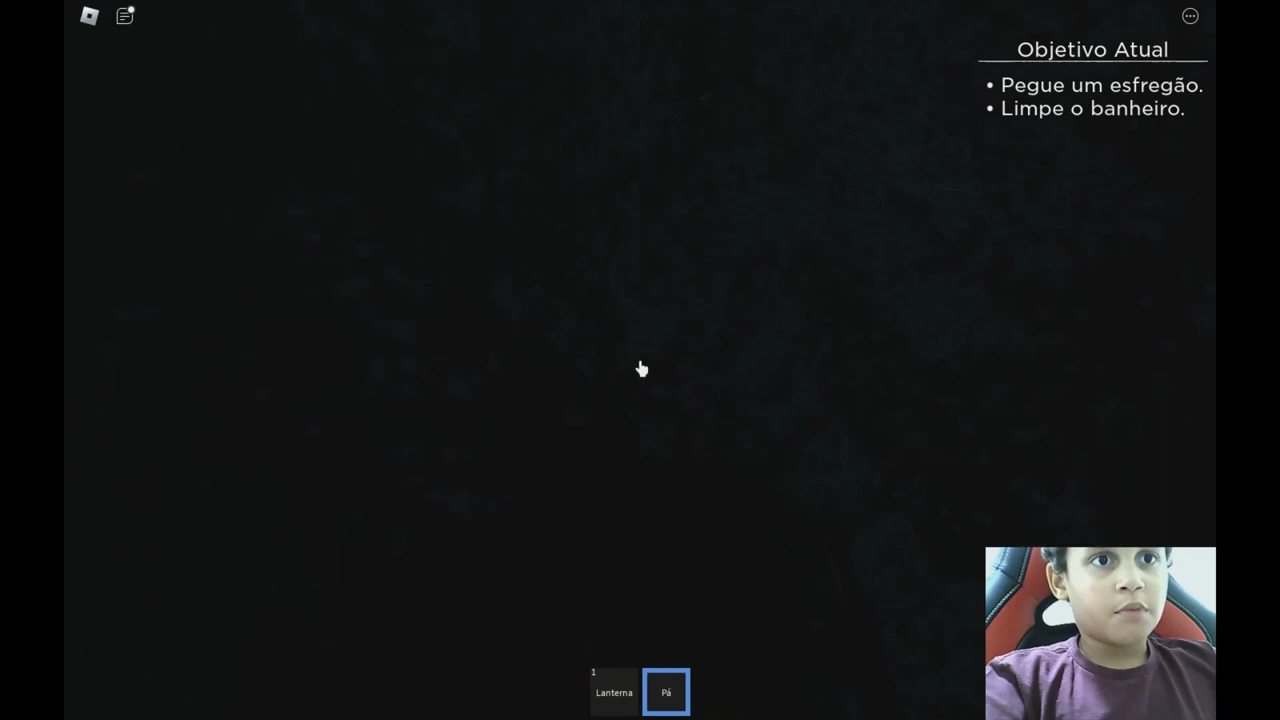 Objetivo Atual
• Pegue um esfregão.
• Limpe o banheiro.
1
Lanterna
Pá